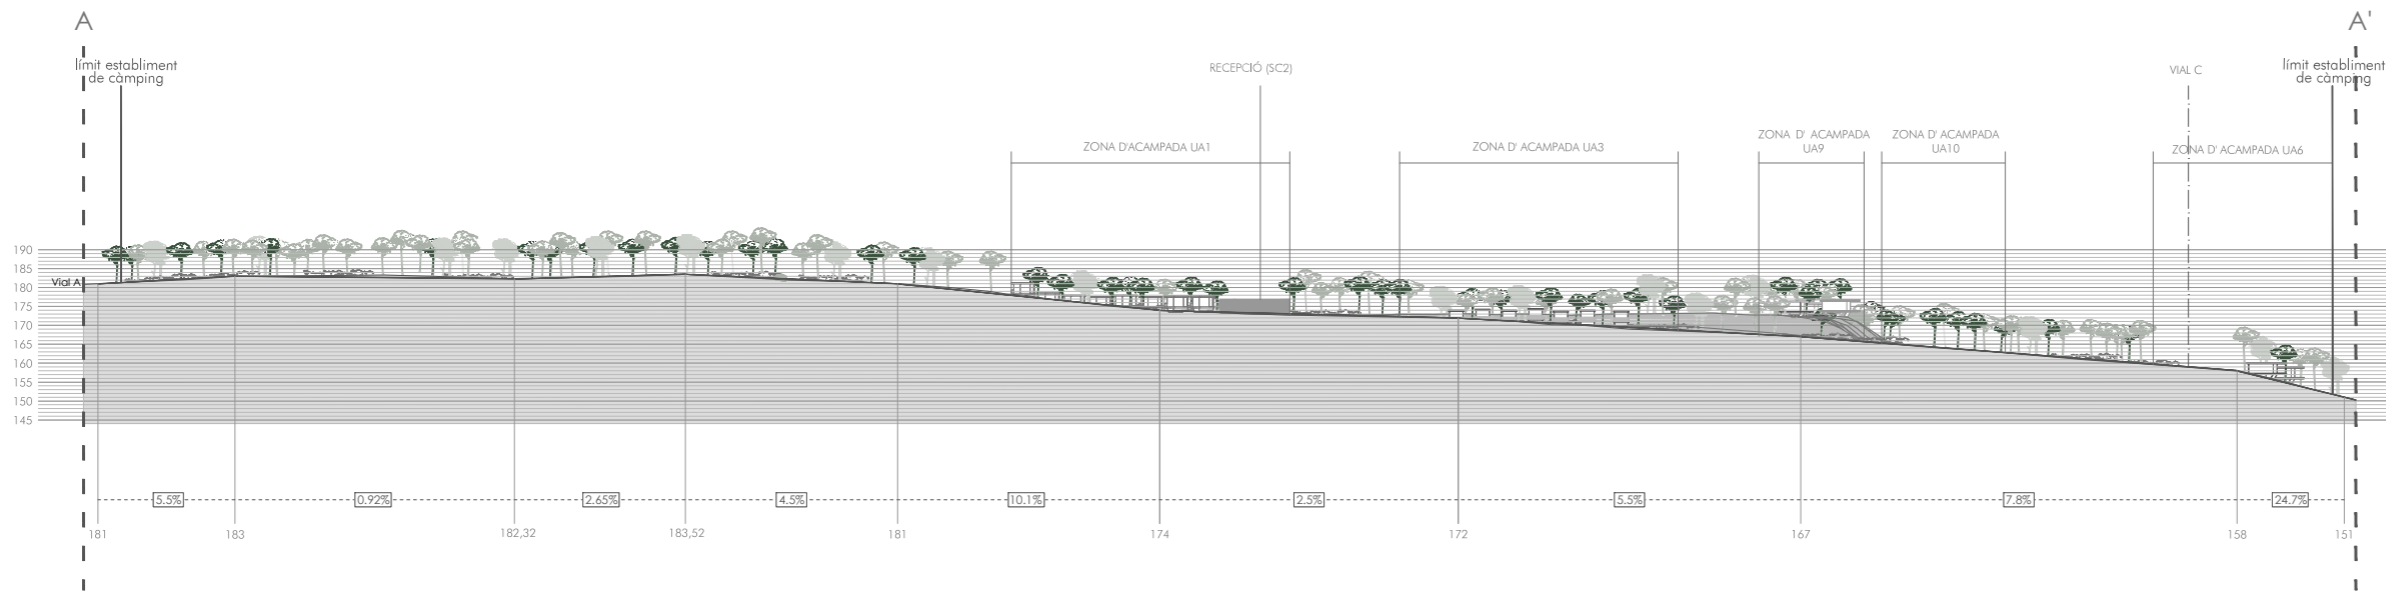 A
A'
límit establiment
de càmping
RECEPCIÓ (SC2)
VIAL C
límit establiment
de càmping
ZONA D'ACAMPADA UA1
ZONA D' ACAMPADA UA3
ZONA D' ACAMPADA
UA9
ZONA D' ACAMPADA
UA10
ZONA D' ACAMPADA UA6
190
185
Vial A
180
175
170
165
160
155
150
145
5.5%
0.92%
2.65%
4.5%
10.1%
2.5%
5.5%
7.8%
24.7%
181
183
182,32
183,52
181
174
172
167
158
151